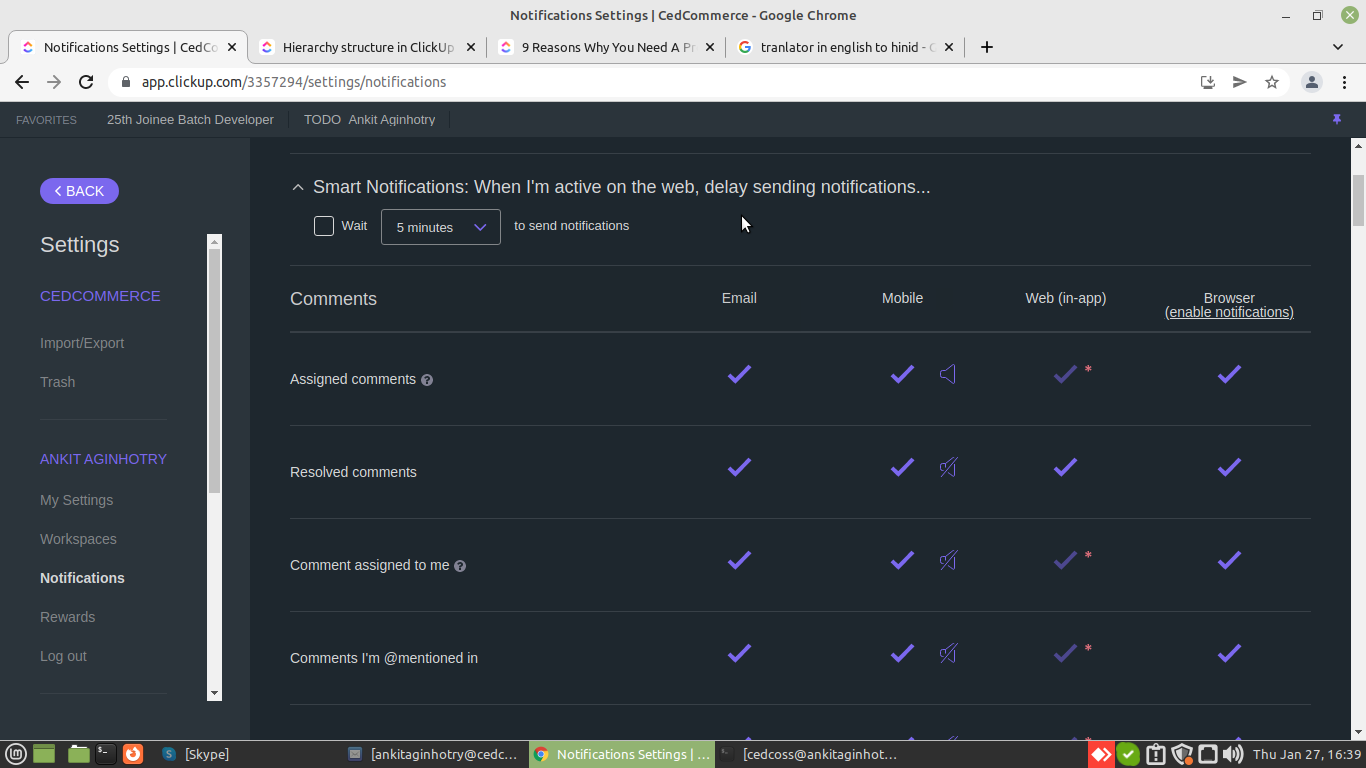 Notifications Settings | CedCommerce - Google Chrome
Notifications Settings | CedCo
Hierarchy structure in ClickUp
9 Reasons Why You Need A Pr
tranlator in english to hinid - G
app.clickup.com/3357294/settings/notifications
FAVORITES
25th Joinee Batch Developer
TODO Ankit Aginhotry
BACK
Settings
CEDCOMMERCE
Import/Export
Trash
ANKIT AGINHOTRY
My Settings
Workspaces
Notifications
Rewards
Log out
Smart Notifications: When I'm active on the web, delay sending notifications...
Wait 5 minutes to send notifications
Comments Email Mobile Web (in-app) Browser
(enable notifications)
Assigned comments ? *
Resolved comments
Comment assigned to me ? *
Comments I'm @mentioned in *
[Skype]
[ankitaginhotry@cedc...
Notifications Settings | ...
[cedcoss@ankitaginhot...
Thu Jan 27, 16:39